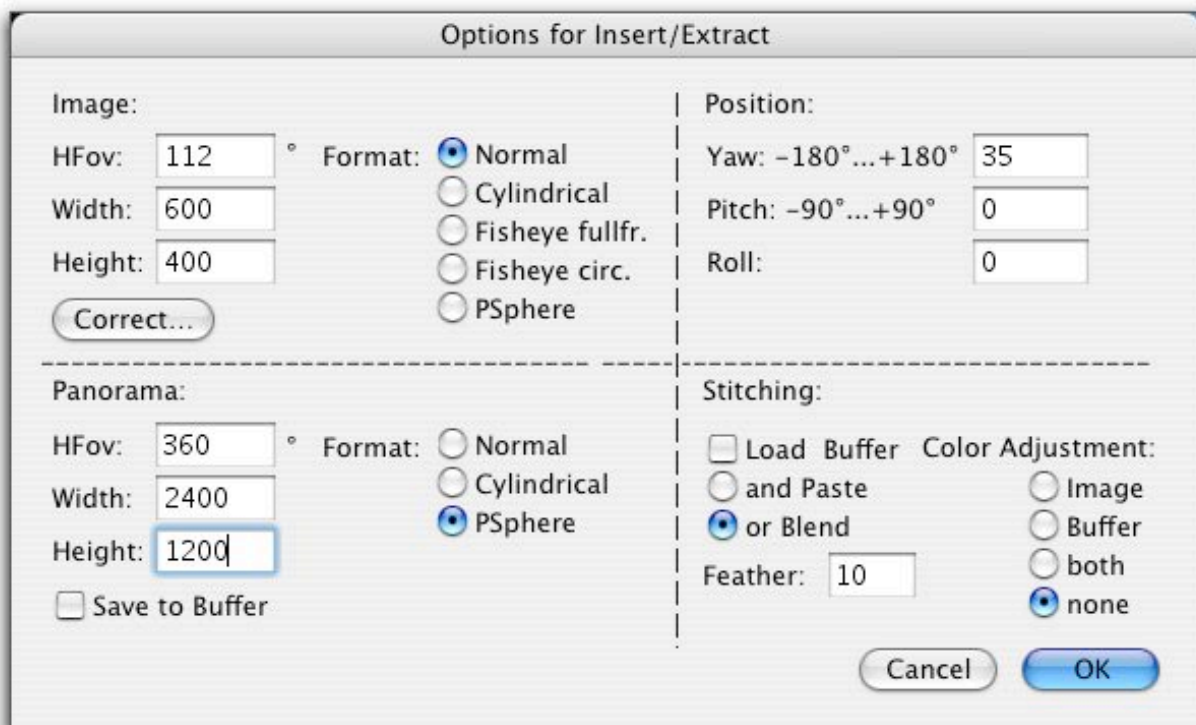 Options for Insert/Extract
Image:
HFov: 112 ° Format: Normal
Cylindrical
Width: 600
Fisheye fullfr.
Height: 400
Fisheye circ.
PSphere
Correct...
Position:
Yaw: -180°...+180° 35
Pitch: -90°...+90° 0
Roll: 0
Panorama:
HFov: 360 ° Format: Normal
Cylindrical
Width: 2400
PSphere
Height: 1200
Save to Buffer
Stitching:
Load Buffer Color Adjustment:
and Paste Image
or Blend Buffer
Feather: 10 both
none
Cancel OK